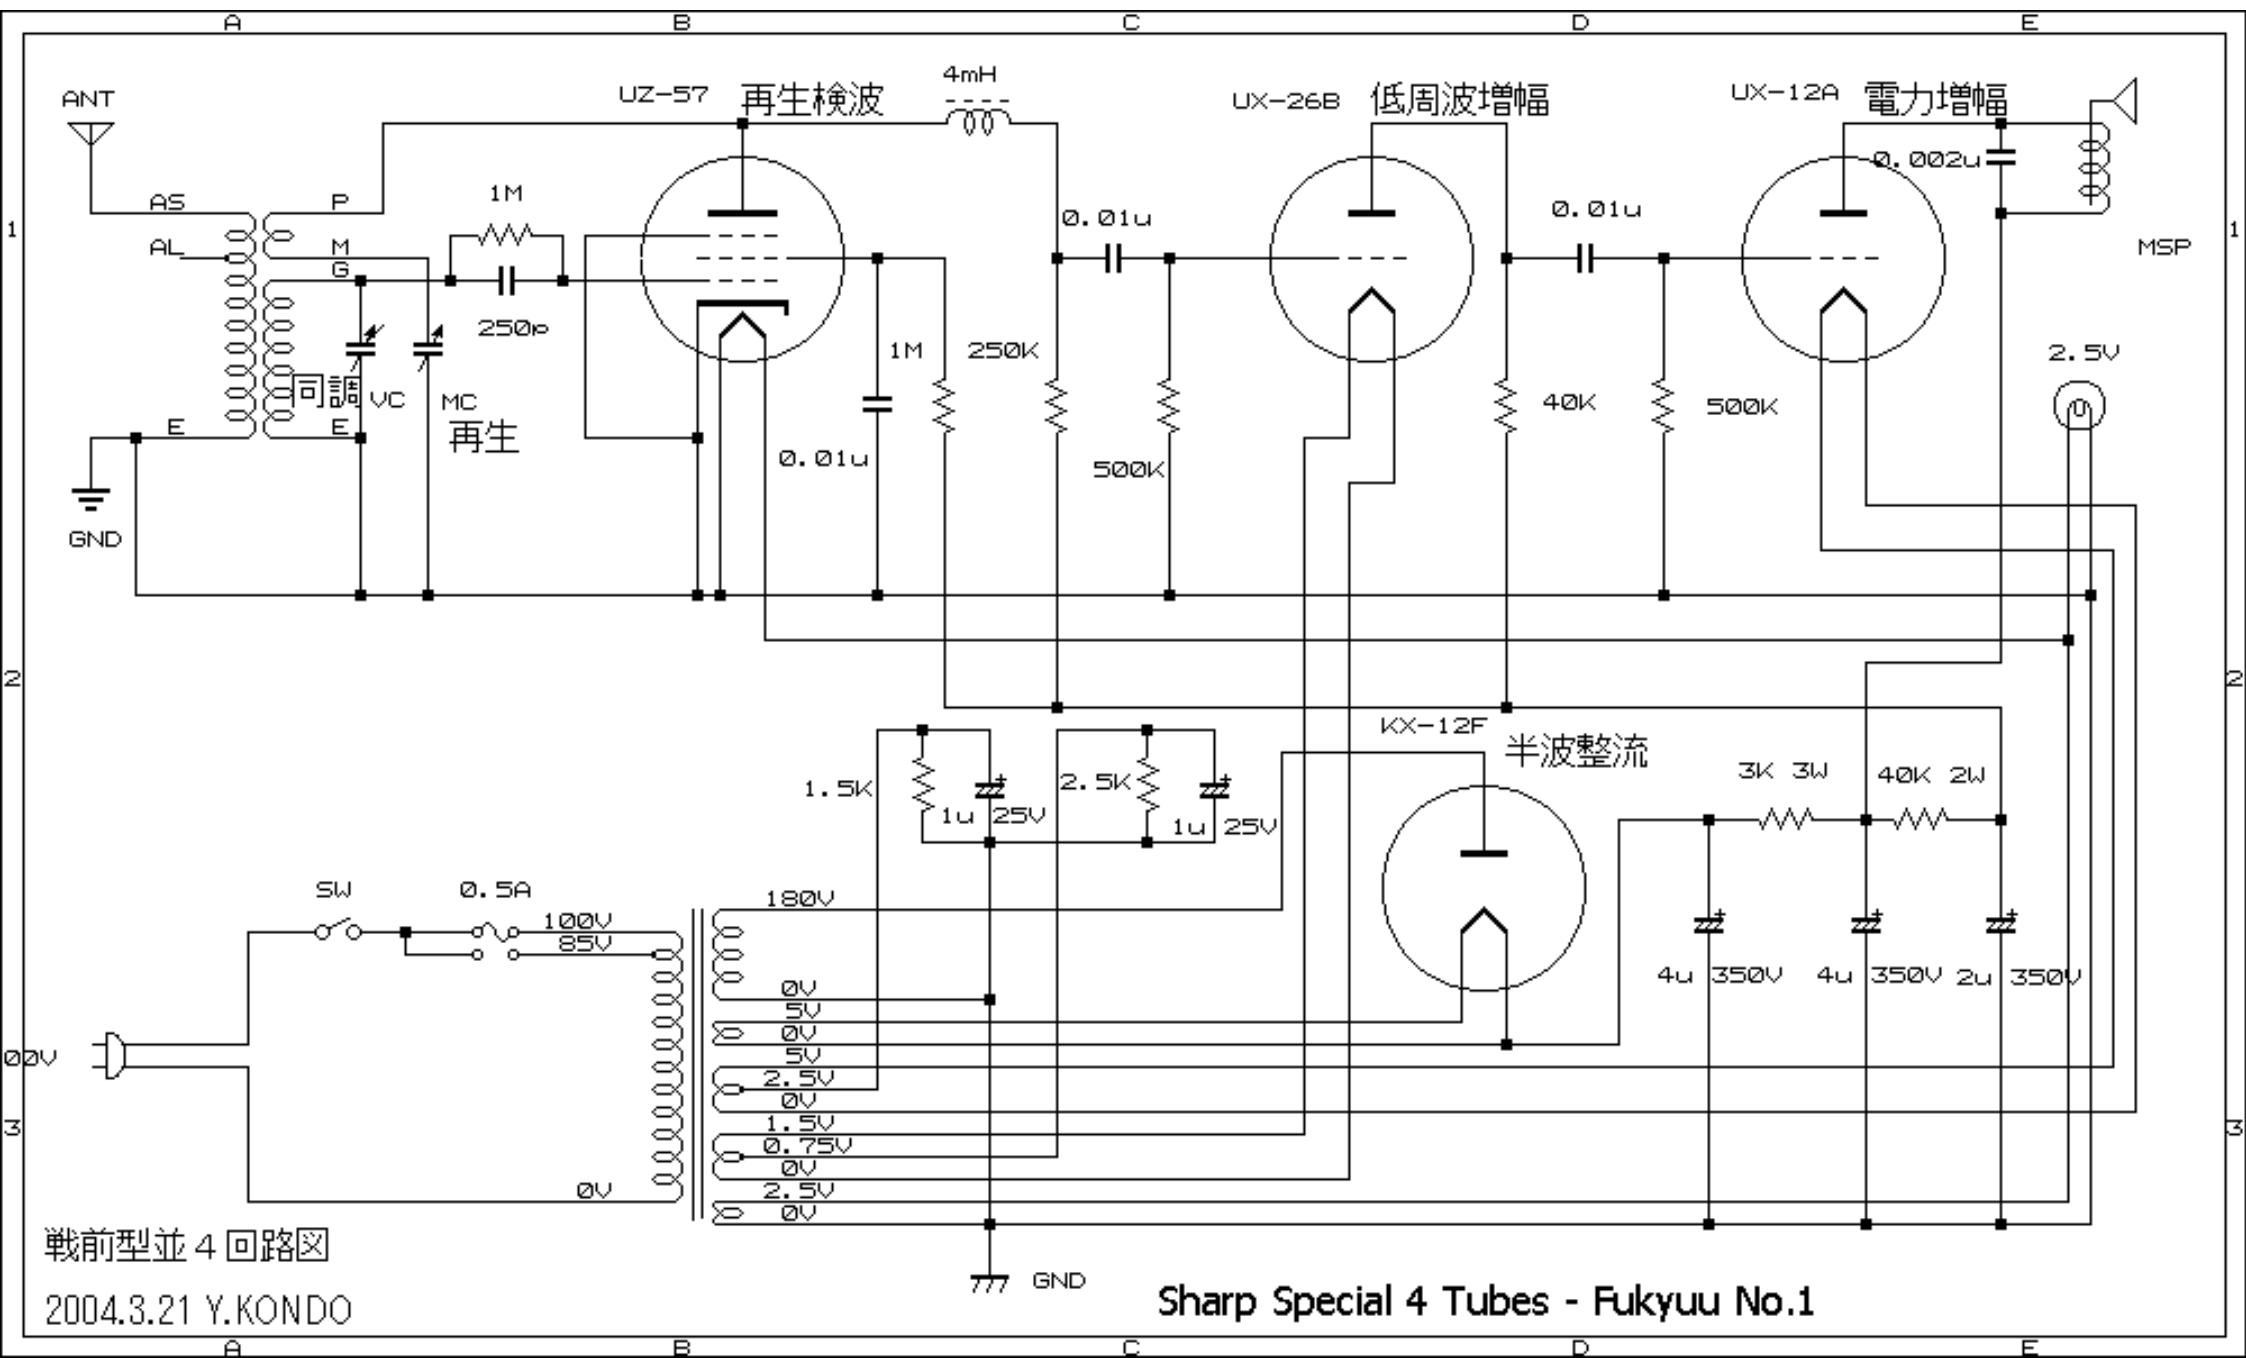 A B C D E
ANT
UZ-57 再生検波
4mH
UX-26B 低周波増幅
UX-12A 電力増幅
0.002u
AS
P
1M
AL
M
G
0.01u
0.01u
1
1
MSP
250p
1M
250K
2.5V
同調 VC
MC
再生
40K
500K
E
E
0.01u
500K
GND
2
2
KX-12F
半波整流
1.5K
1u 25V
2.5K
1u 25V
3K 3W
40K 2W
SW
0.5A
100V
85V
180V
4u 350V
4u 350V
2u 350V
0V
5V
0V
00V
5V
2.5V
0V
3
3
1.5V
0.75V
0V
0V
2.5V
0V
戦前型並4回路図
GND
2004.3.21 Y.KONDO
Sharp Special 4 Tubes - Fukyuu No.1
A B C D E